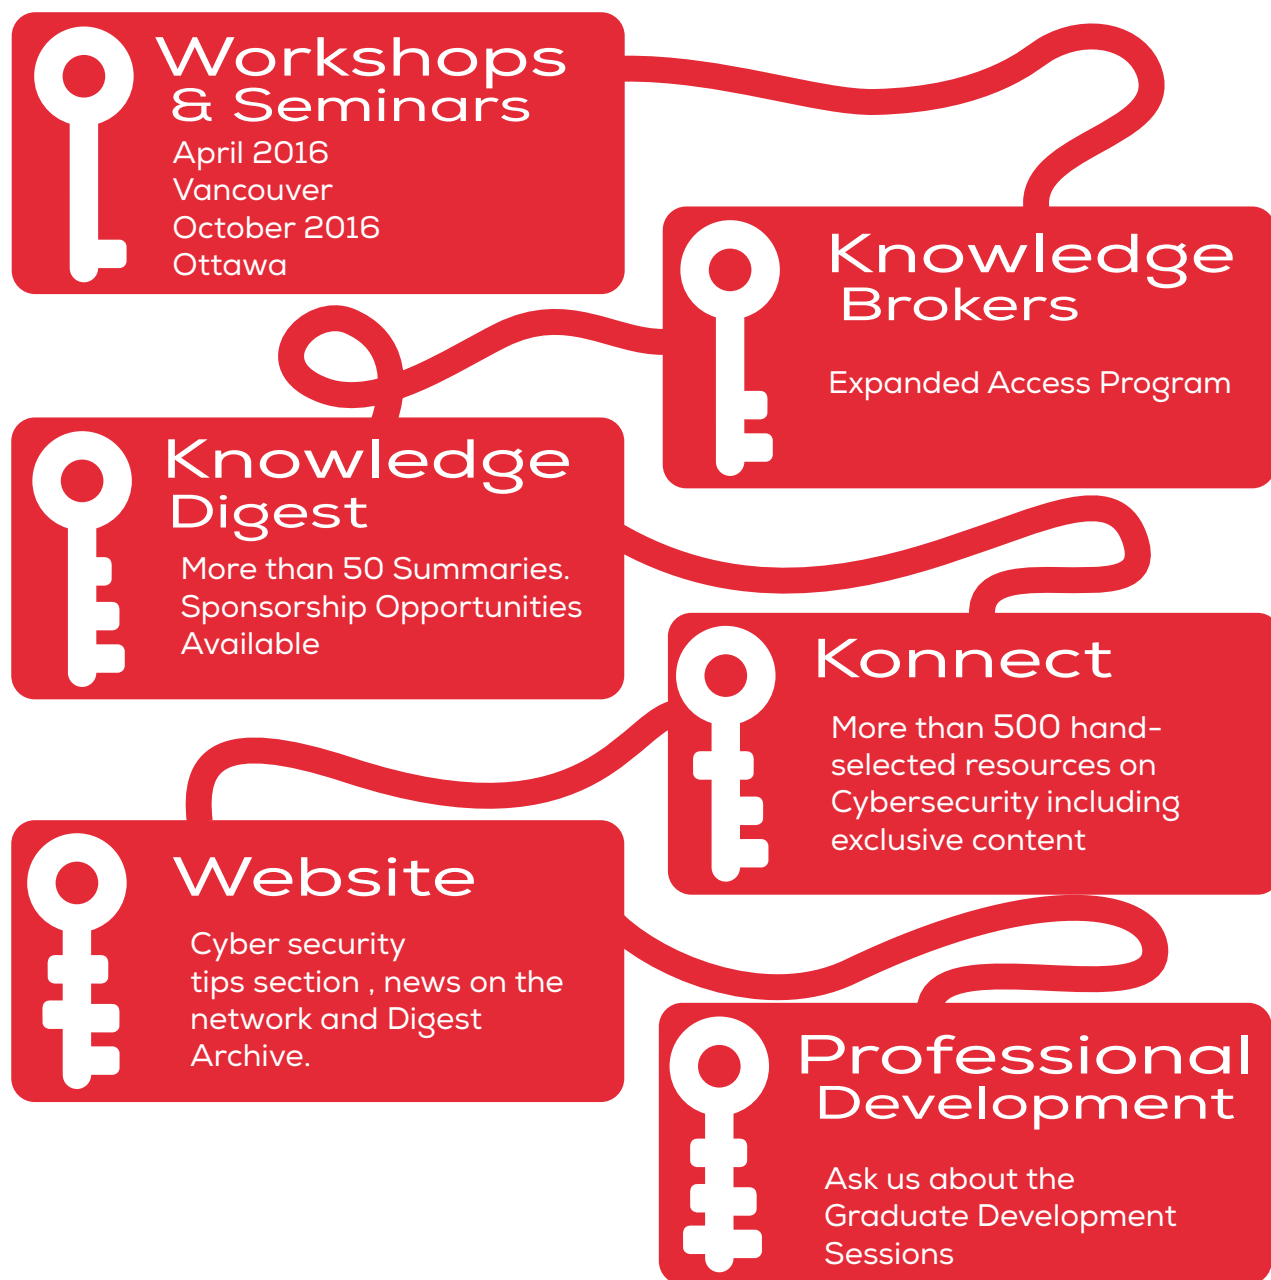 Workshops
& Seminars
April 2016
Vancouver
October 2016
Ottawa
Knowledge
Brokers
Expanded Access Program
Knowledge
Digest
More than 50 Summaries.
Sponsorship Opportunities
Available
Konnect
More than 500 hand-
selected resources on
Cybersecurity including
exclusive content
Website
Cyber security
tips section , news on the
network and Digest
Archive.
Professional
Development
Ask us about the
Graduate Development
Sessions